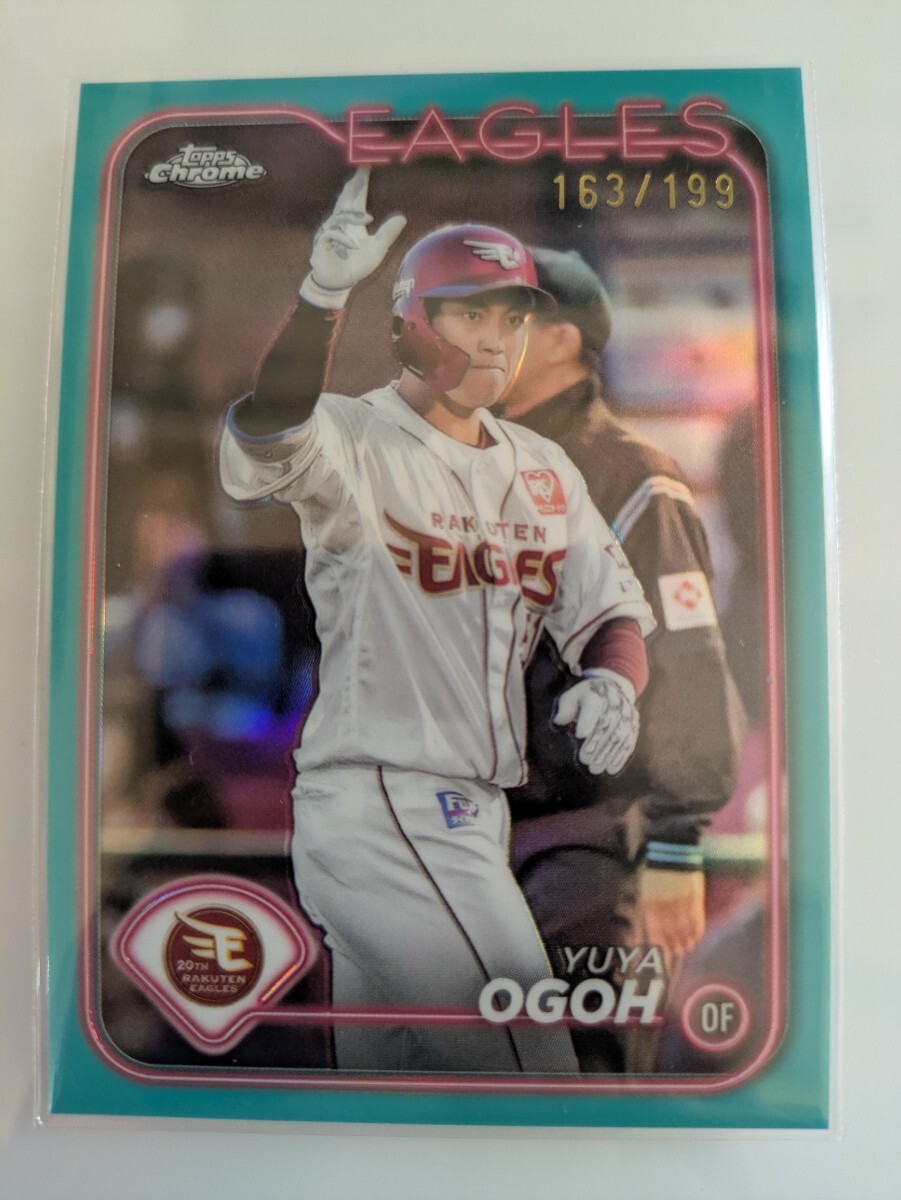 EAGLES
Topps
Chrome
163/199
RAKUTEN
EAGLES
20TH
RAKUTEN
EAGLES
YUYA
OGOH
OF